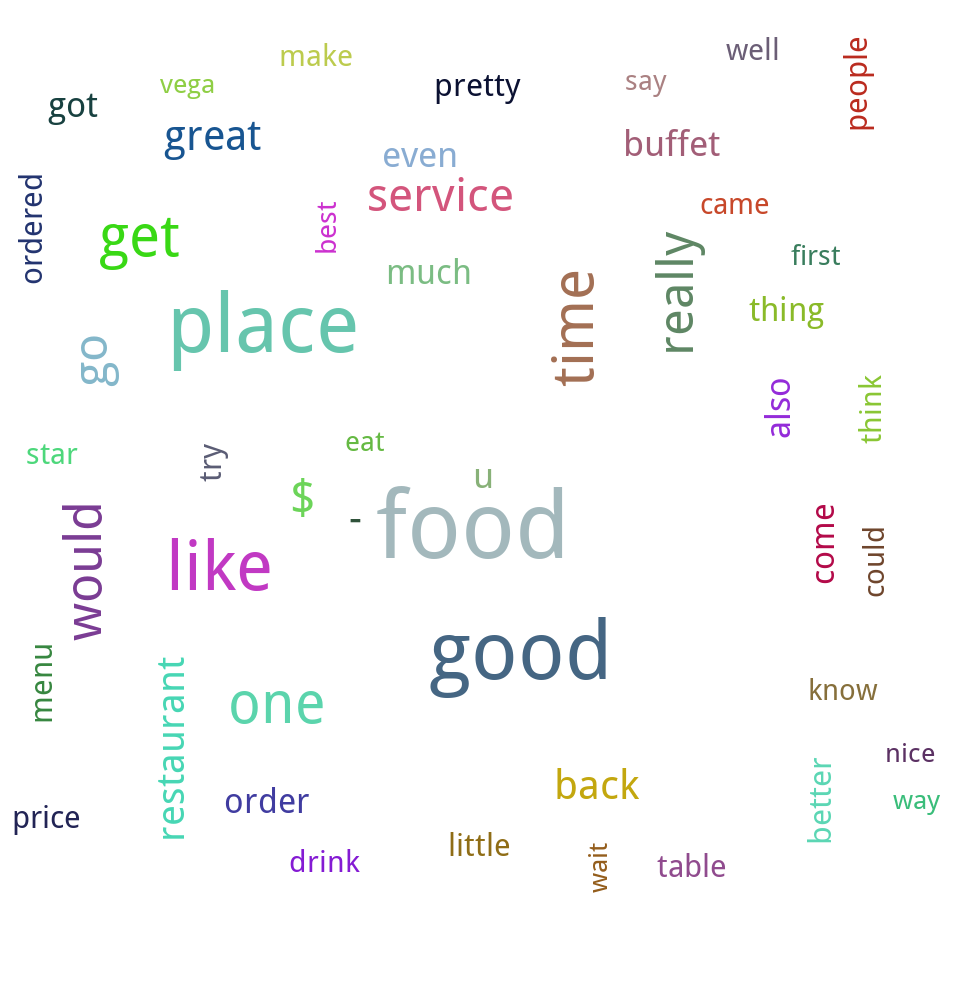 make
well
people
vega
pretty
say
got
great
buffet
even
service
ordered
best
came
get
really
first
much
time
place
thing
go
also
think
star
try
eat
u
$
-
food
would
like
come
could
good
menu
restaurant
one
know
nice
back
better
way
price
order
drink
little
wait
table